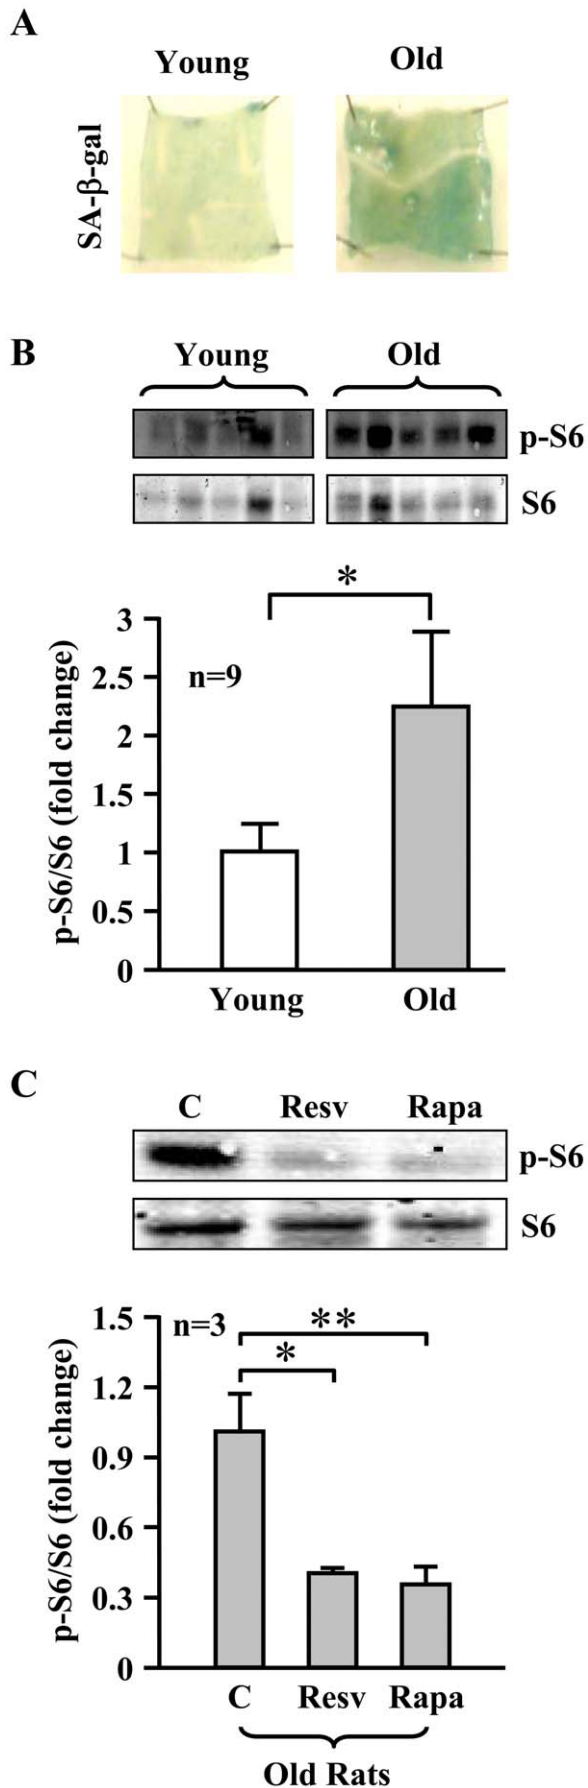 A
Young Old
SA-β-gal
B
Young Old
p-S6
S6
*
p-S6/S6 (fold change)
3
n=9
2.5
2
1.5
1
0.5
0
Young Old
C
C Resv Rapa
p-S6
S6
p-S6/S6 (fold change)
1.5
n=3
**
*
1.2
0.9
0.6
0.3
0
C Resv Rapa
Old Rats